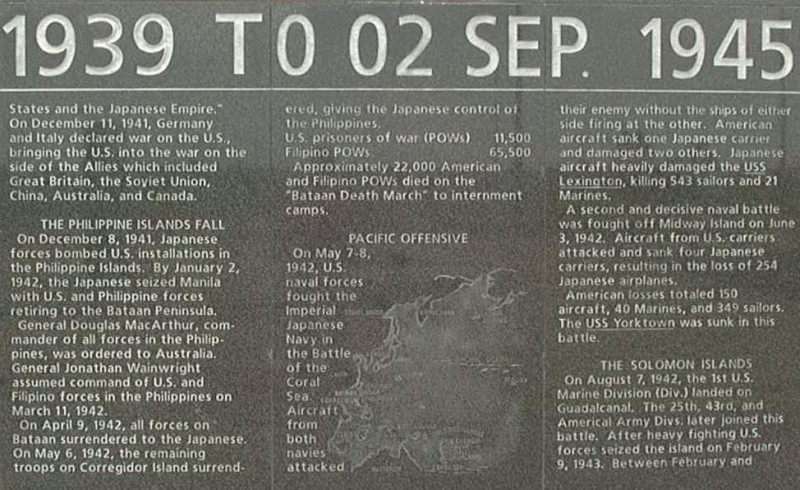 1939 TO 02 SEP. 1945
States and the Japanese Empire."
On December 11, 1941, Germany
and Italy declared war on the U.S.,
bringing the U.S. into the war on the
side of the Allies which included
Great Britain, the Soviet Union,
China, Australia, and Canada.
THE PHILIPPINE ISLANDS FALL
On December 8, 1941, Japanese
forces bombed U.S. installations in
the Philippine Islands. By January 2,
1942, the Japanese seized Manila
with U.S. and Philippine forces
retiring to the Bataan Peninsula.
General Douglas MacArthur, com-
mander of all forces in the Philip-
pines, was ordered to Australia.
General Jonathan Wainwright
assumed command of U.S. and
Filipino forces in the Philippines on
March 11, 1942.
On April 9, 1942, all forces on
Bataan surrendered to the Japanese.
On May 6, 1942, the remaining
troops on Corregidor Island surrend-
ered, giving the Japanese control of
the Philippines.
U.S. prisoners of war (POWs) 11,500
Filipino POWs 65,500
Approximately 22,000 American
and Filipino POWs died on the
"Bataan Death March" to internment
camps.
PACIFIC OFFENSIVE
On May 7-8,
1942, U.S.
naval forces
fought the
Imperial
Japanese
Navy in
the Battle
of the
Coral
Sea.
Aircraft
from
both
navies
attacked
their enemy without the ships of either
side firing at the other. American
aircraft sank one Japanese carrier
and damaged two others. Japanese
aircraft heavily damaged the USS
Lexington, killing 543 sailors and 21
Marines.
A second and decisive naval battle
was fought off Midway Island on June
3, 1942. Aircraft from U.S. carriers
attacked and sank four Japanese
carriers, resulting in the loss of 254
Japanese airplanes.
American losses totaled 150
aircraft, 40 Marines, and 349 sailors.
The USS Yorktown was sunk in this
battle.
THE SOLOMON ISLANDS
On August 7, 1942, the 1st U.S.
Marine Division (Div.) landed on
Guadalcanal. The 25th, 43rd, and
Americal Army Divs. later joined this
battle. After heavy fighting U.S.
forces seized the island on February
9, 1943. Between February and